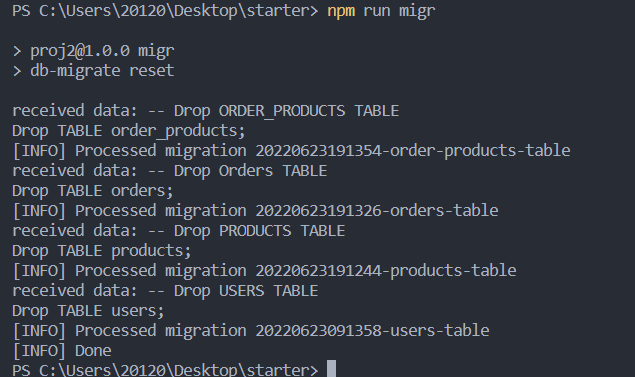 PS C:\Users\20120\Desktop\starter> npm run migr
> proj2@1.0.0 migr
> db-migrate reset
received data: -- Drop ORDER_PRODUCTS TABLE
Drop TABLE order_products;
[INFO] Processed migration 20220623191354-order-products-table
received data: -- Drop Orders TABLE
Drop TABLE orders;
[INFO] Processed migration 20220623191326-orders-table
received data: -- Drop PRODUCTS TABLE
Drop TABLE products;
[INFO] Processed migration 20220623191244-products-table
received data: -- Drop USERS TABLE
Drop TABLE users;
[INFO] Processed migration 20220623091358-users-table
[INFO] Done
PS C:\Users\20120\Desktop\starter>